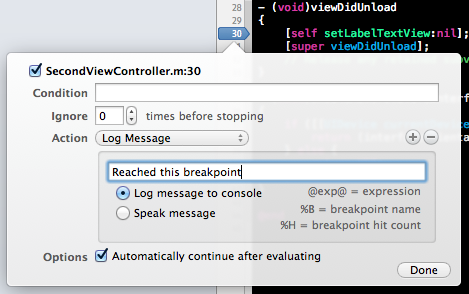 28 – (void)viewDidUnload
29 {
30 [self setLabelTextView:nil];
[super viewDidUnload];
SecondViewController.m:30
Condition
Ignore 0 times before stopping
Action Log Message
Reached this breakpoint
Log message to console @exp@ = expression
Speak message %B = breakpoint name
%H = breakpoint hit count
Options Automatically continue after evaluating
Done